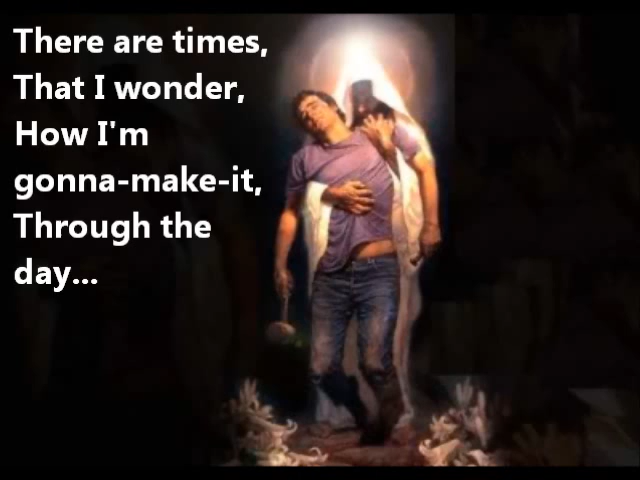 There are times,
That I wonder,
How I'm
gonna-make-it,
Through the
day...